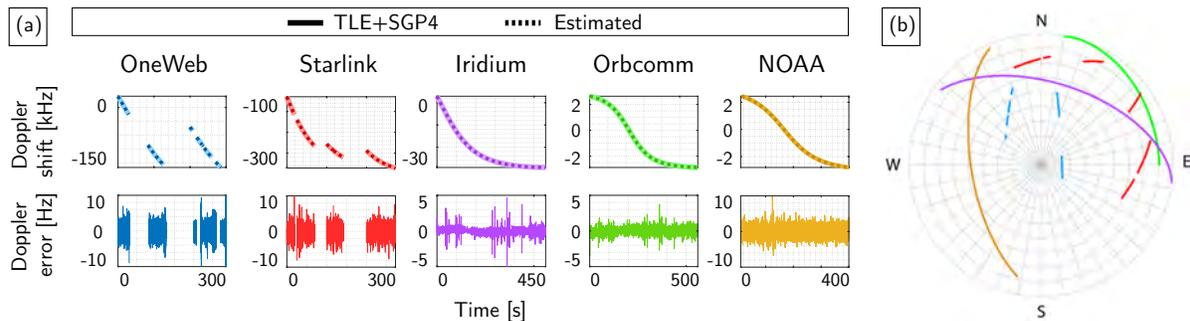 (a)
TLE+SGP4 Estimated
OneWeb Starlink Iridium Orbcomm NOAA
Doppler
shift [kHz]
0
-150
-100
-300
0
-30
2
0
-2
2
0
-2
Doppler
error [Hz]
10
0
-10
10
0
-10
5
0
-5
5
0
-5
10
0
-10
0 300 0 300 0 450 0 500 0 400
Time [s]
(b)
N
W
E
S